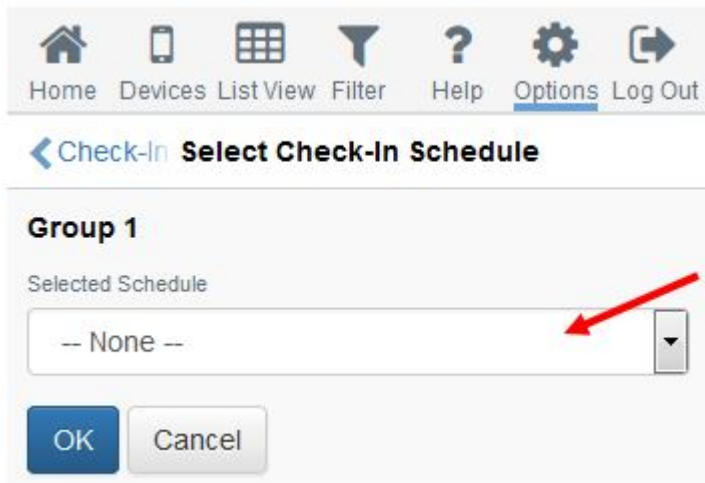 Home Devices List View Filter Help Options Log Out
Check-In Select Check-In Schedule
Group 1
Selected Schedule
-- None --
OK Cancel